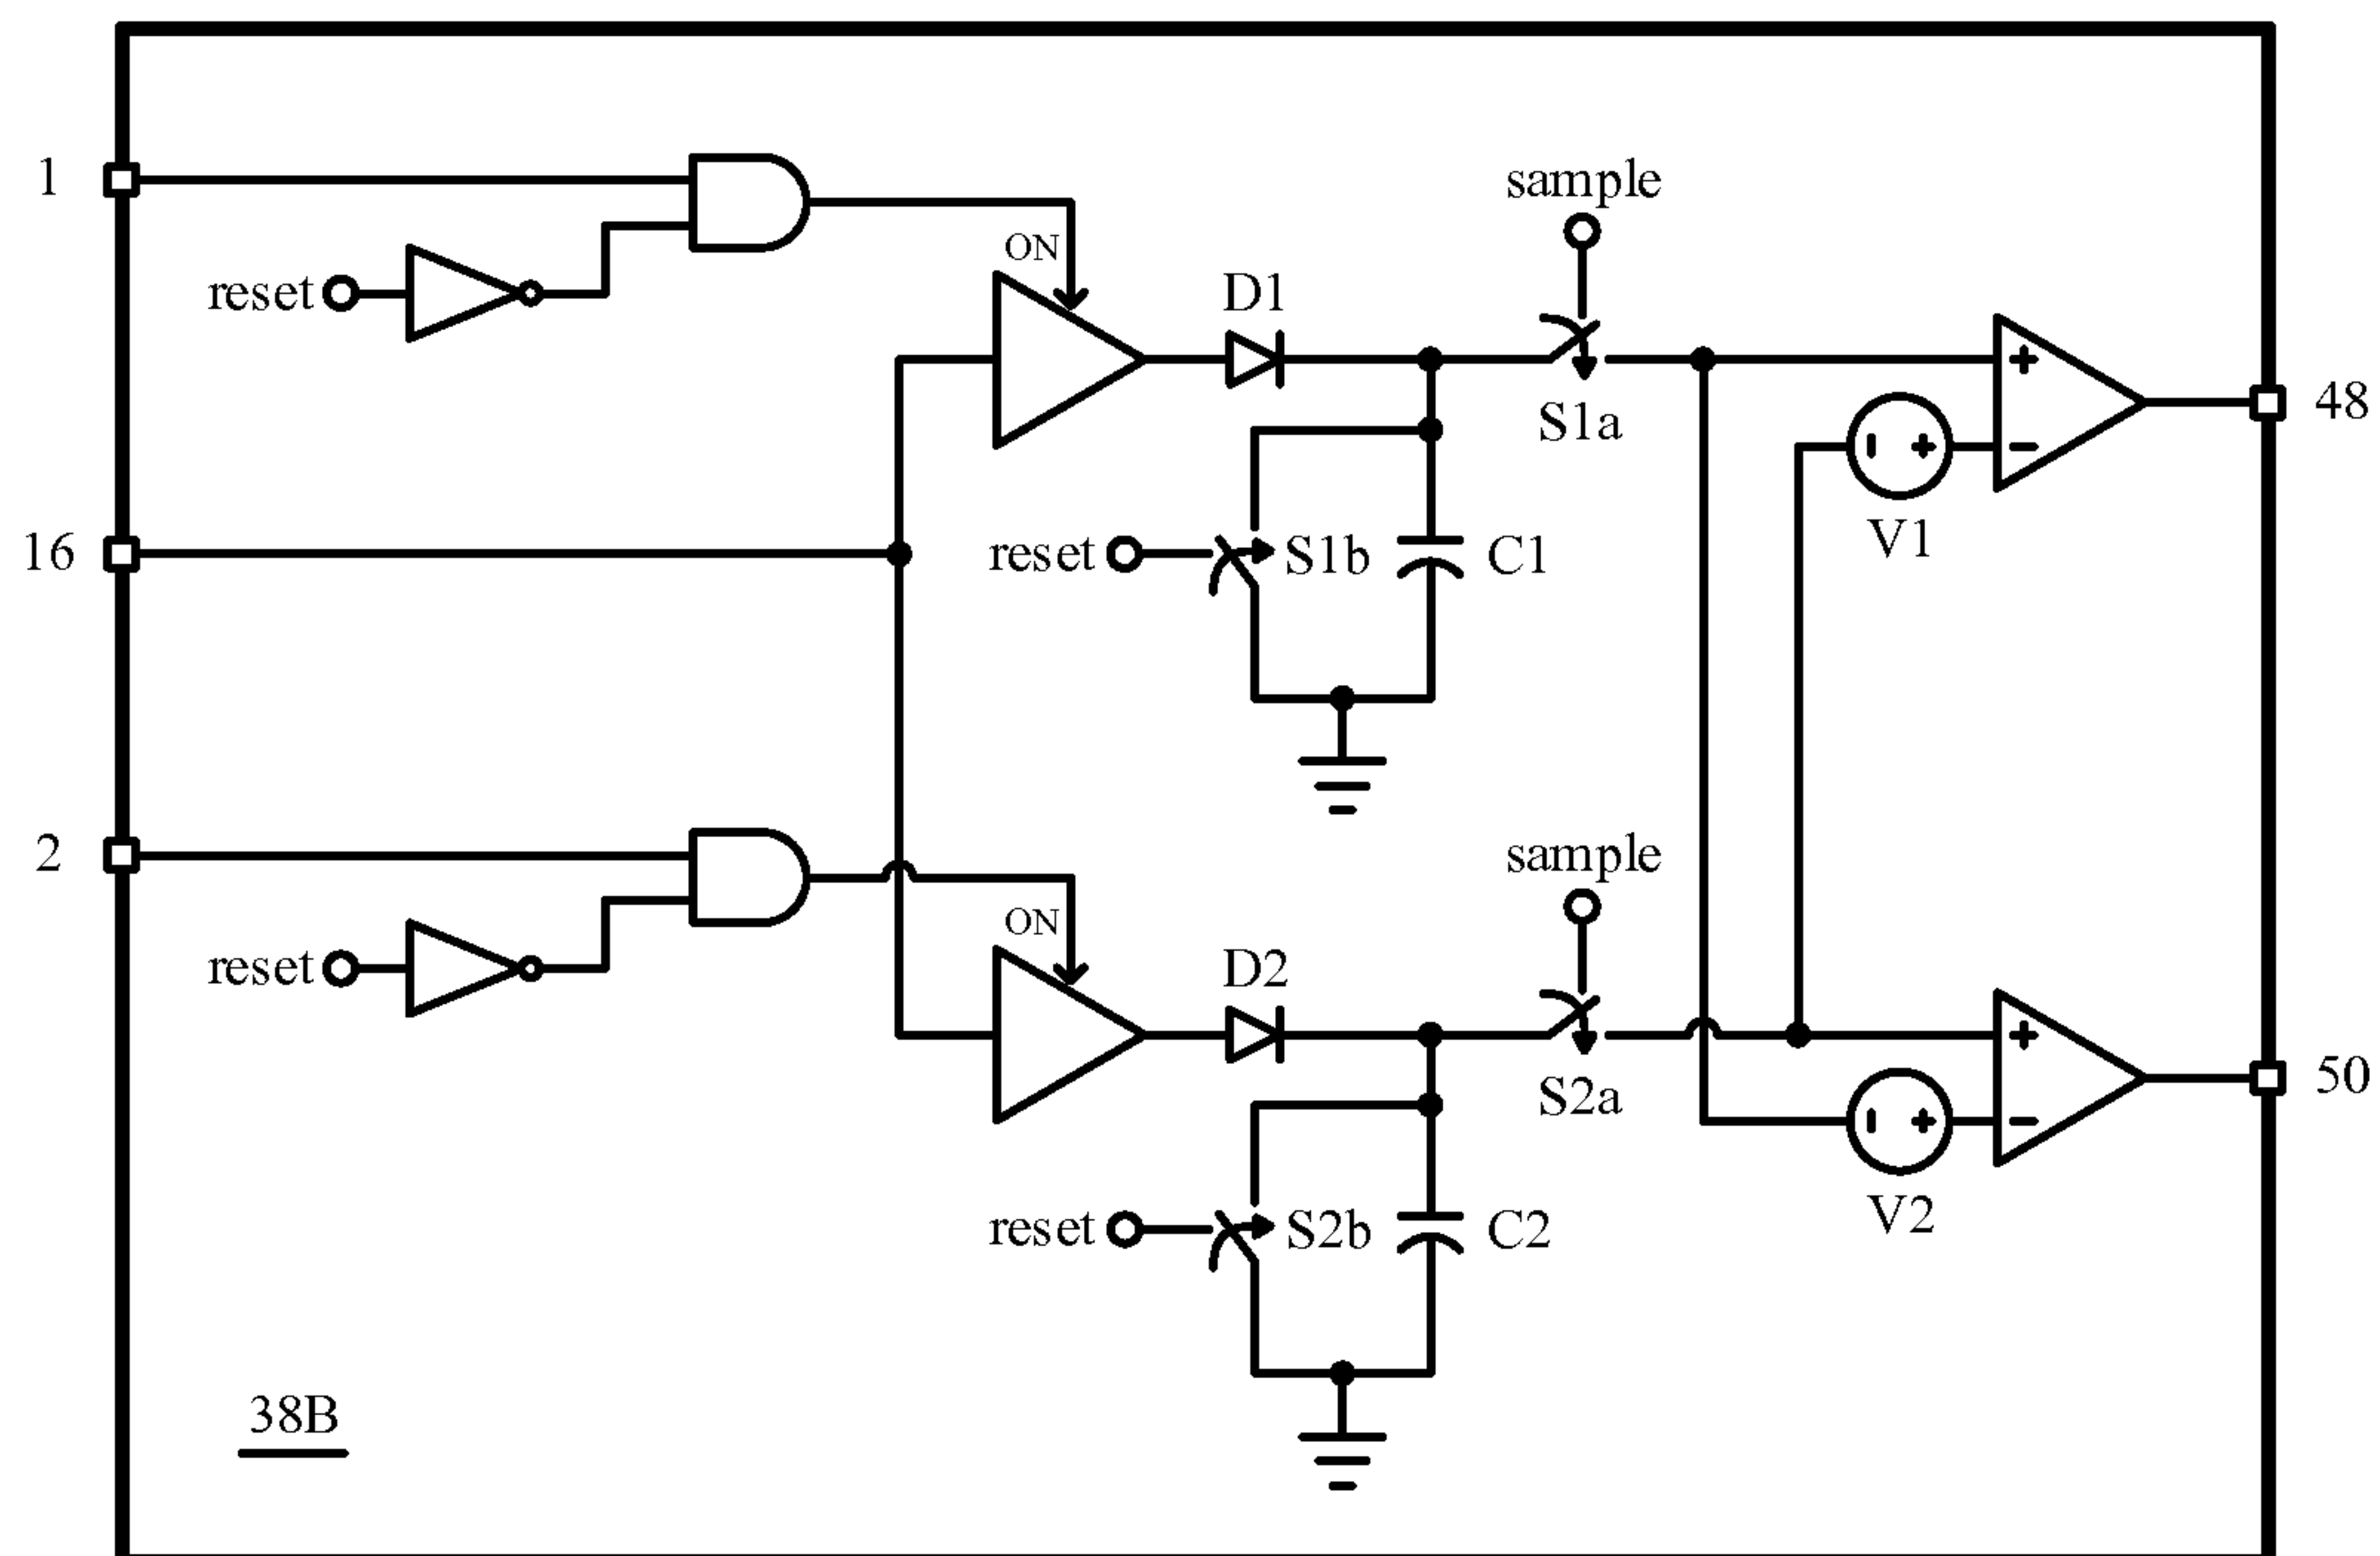 1
reset
ON
D1
sample
S1a
+
−
V1
48
16
reset
S1b
C1
2
reset
ON
D2
sample
S2a
+
−
V2
50
reset
S2b
C2
38B